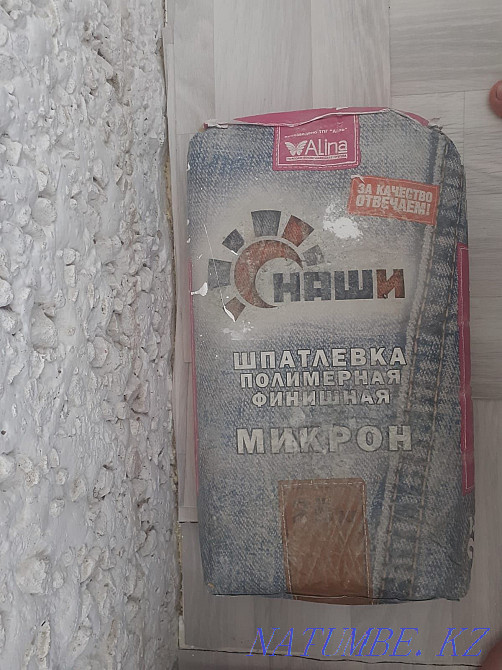 Alina
ЗА КАЧЕСТВО
ОТВЕЧАЕМ!
НАШИ
ШПАТЛЕВКА
ПОЛИМЕРНАЯ
ФИНИШНАЯ
МИКРОН
NATUMBE.KZ